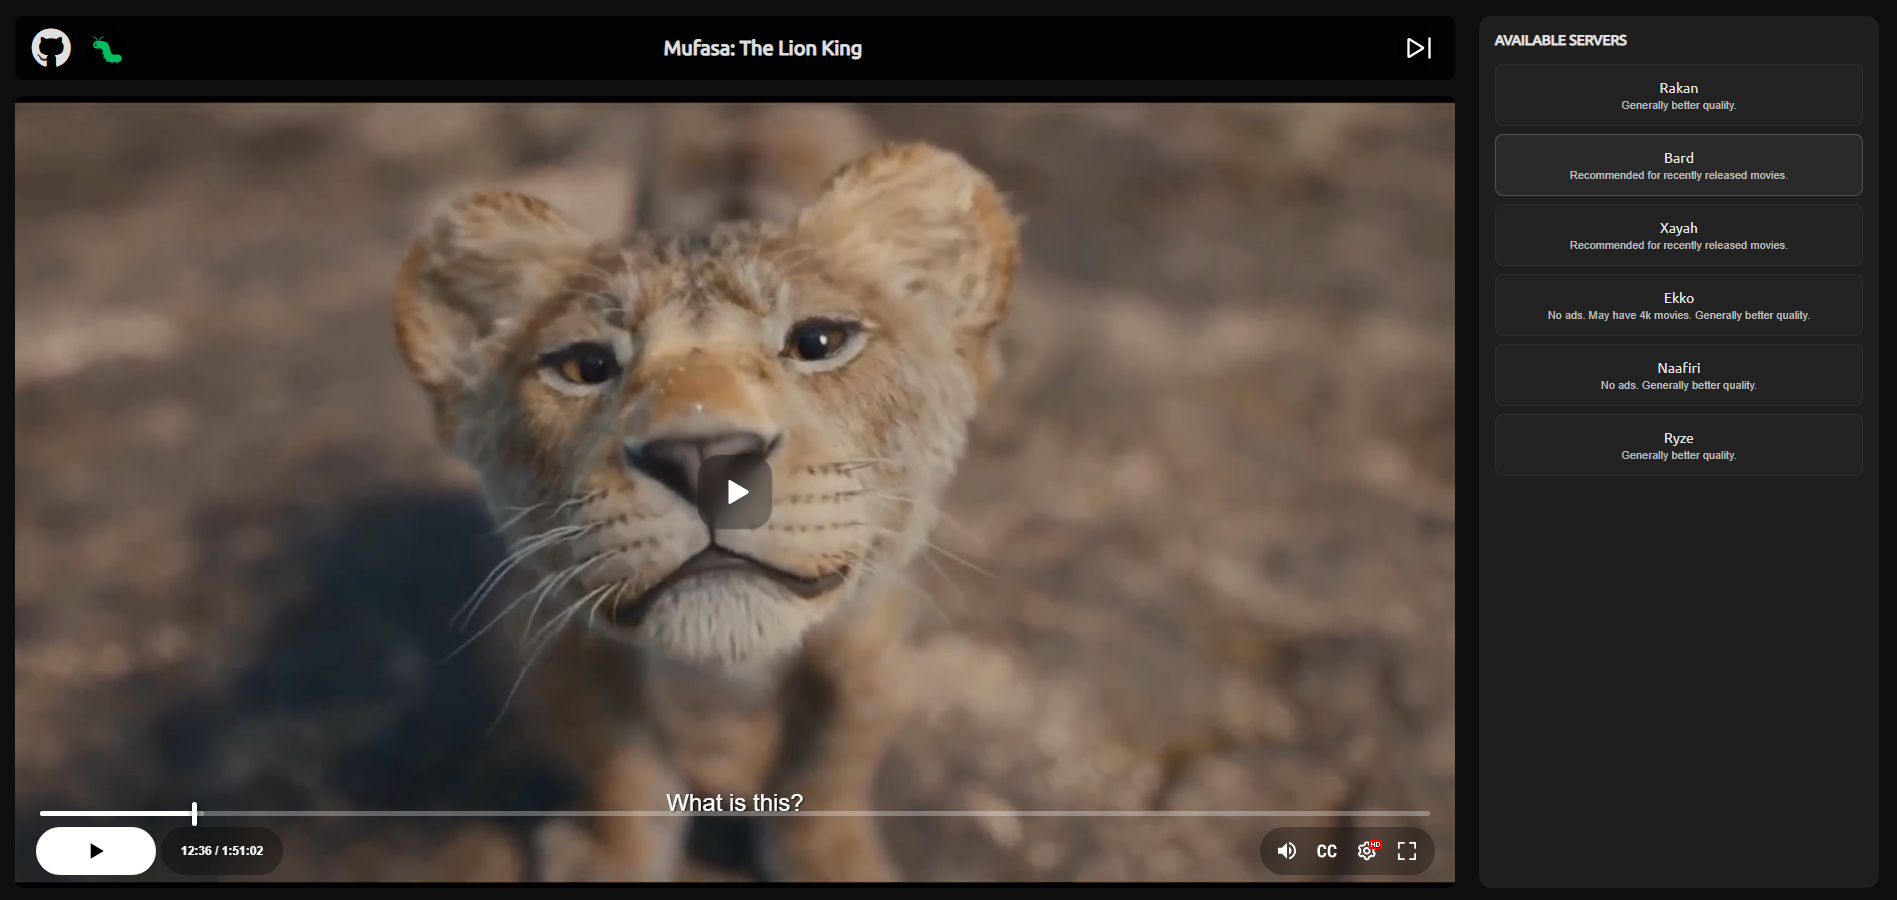 Mufasa: The Lion King
What is this?
12:36 / 1:51:02
CC
HD
AVAILABLE SERVERS
Rakan
Generally better quality.
Bard
Recommended for recently released movies.
Xayah
Recommended for recently released movies.
Ekko
No ads. May have 4k movies. Generally better quality.
Naafiri
No ads. Generally better quality.
Ryze
Generally better quality.